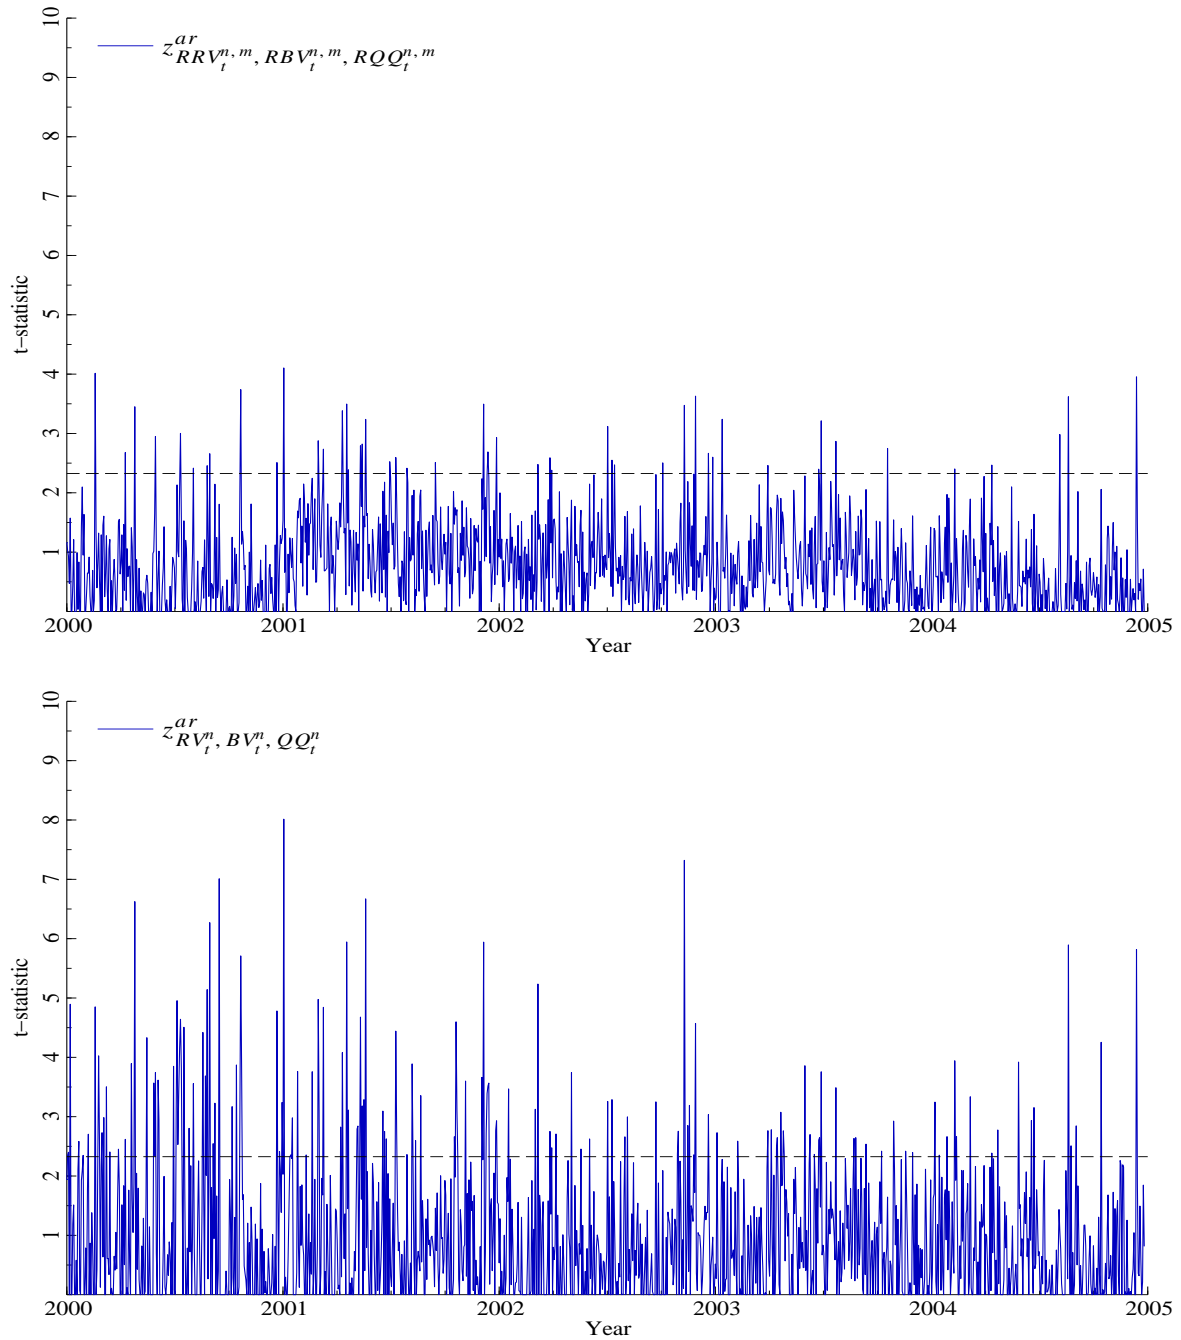 10
9
8
7
6
5
4
3
2
1
t−statistic
z^{ar}_{RRV_t^{n,m}, RBV_t^{n,m}, RQQ_t^{n,m}}
2000 2001 2002 2003 2004 2005
Year
10
9
8
7
6
5
4
3
2
1
t−statistic
z^{ar}_{RV_t^n, BV_t^n, QQ_t^n}
2000 2001 2002 2003 2004 2005
Year